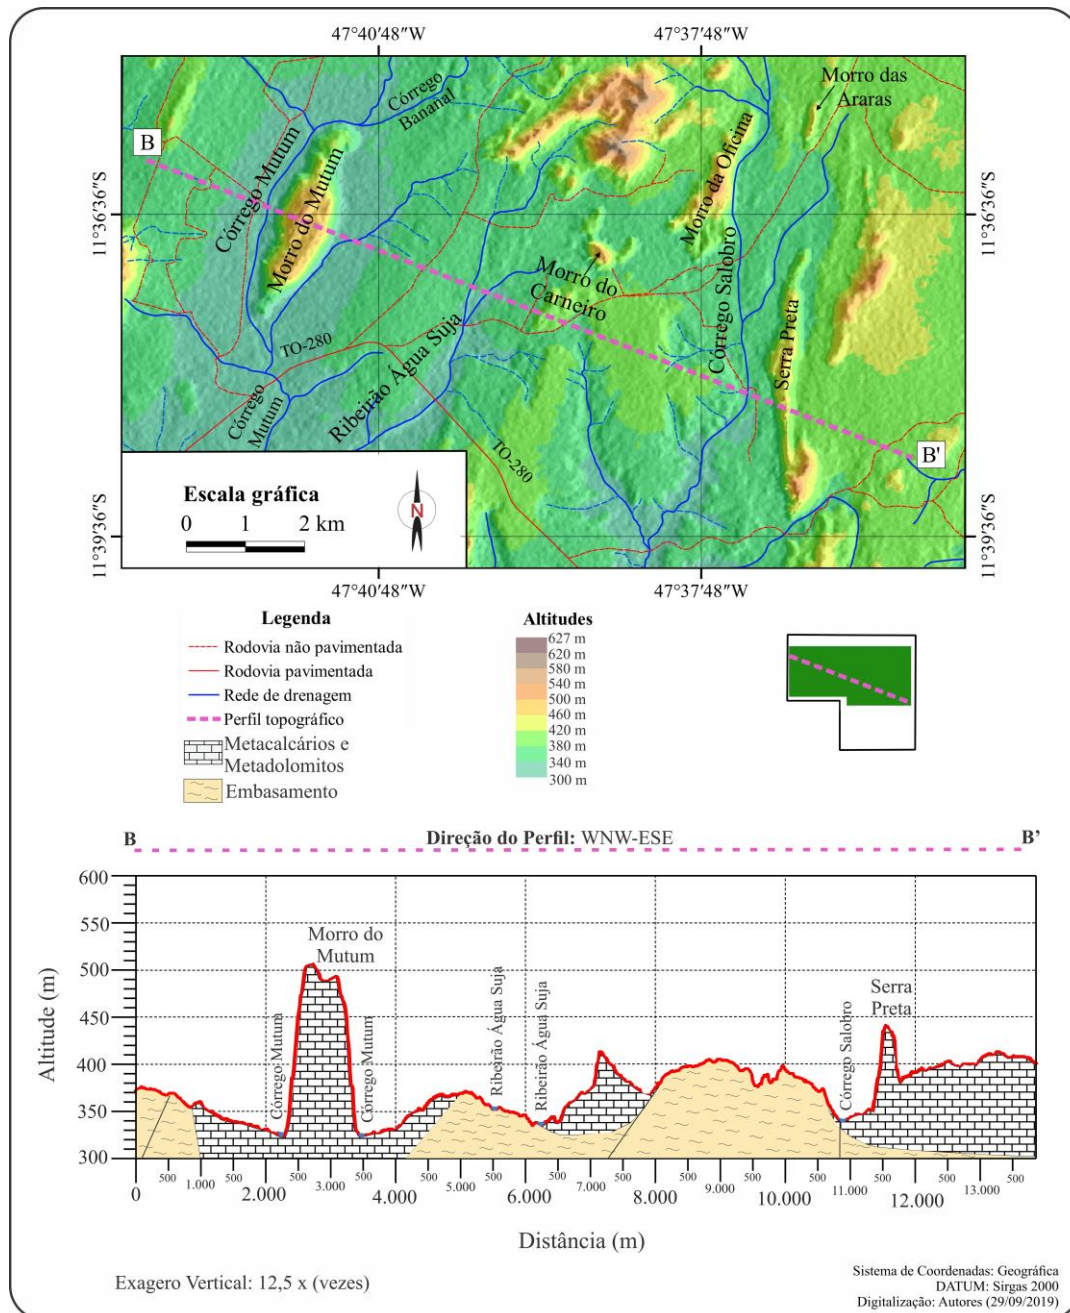 47°40'48"W
47°37'48"W
Morro das
Araras
Córrego
Bananal
B
Córrego Mutum
Morro do Mutum
Morro da Oficina
11°36'36"S
11°36'36"S
Morro do
Carneiro
Córrego Salobro
Serra Preta
TO-280
Ribeirão Água Suja
Córrego
Mutum
TO-280
B'
Escala gráfica
0 1 2 km
N
11°39'36"S
11°39'36"S
47°40'48"W
47°37'48"W
Legenda
Rodovia não pavimentada
Rodovia pavimentada
Rede de drenagem
Perfil topográfico
Metacalcários e
Metadolomitos
Embasamento
Altitudes
627 m
620 m
580 m
540 m
500 m
460 m
420 m
380 m
340 m
300 m
B
Direção do Perfil: WNW-ESE
B’
600
550
500
450
400
350
300
Altitude (m)
Morro do
Mutum
Córrego Mutum
Córrego Mutum
Ribeirão Água Suja
Ribeirão Água Suja
Córrego Salobro
Serra
Preta
0 500 1.000 500 2.000 500 3.000 500 4.000 500 5.000 500 6.000 500 7.000 500 8.000 500 9.000 500 10.000 500 11.000 500 12.000 500 13.000 500
Distância (m)
Exagero Vertical: 12,5 x (vezes)
Sistema de Coordenadas: Geográfica
DATUM: Sirgas 2000
Digitalização: Autores (29/09/2019)